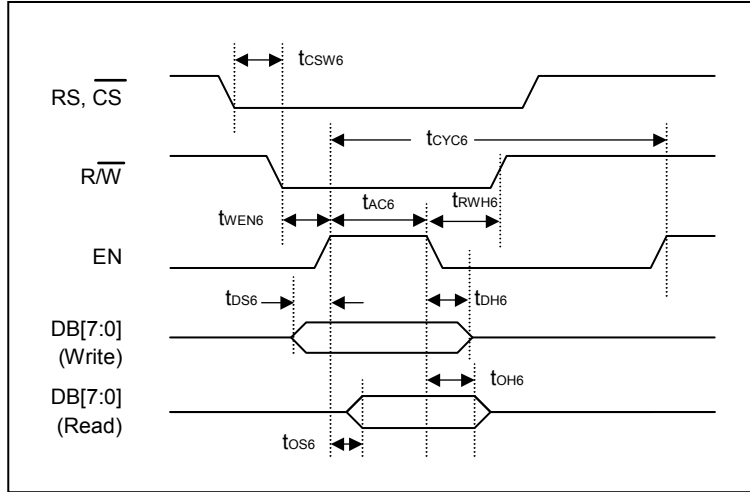 tCSW6
RS, CS
tCYC6
R/W
tWEN6 tAC6 tRWH6
EN
tDS6 tDH6
DB[7:0]
(Write)
tOH6
DB[7:0]
(Read)
tOS6